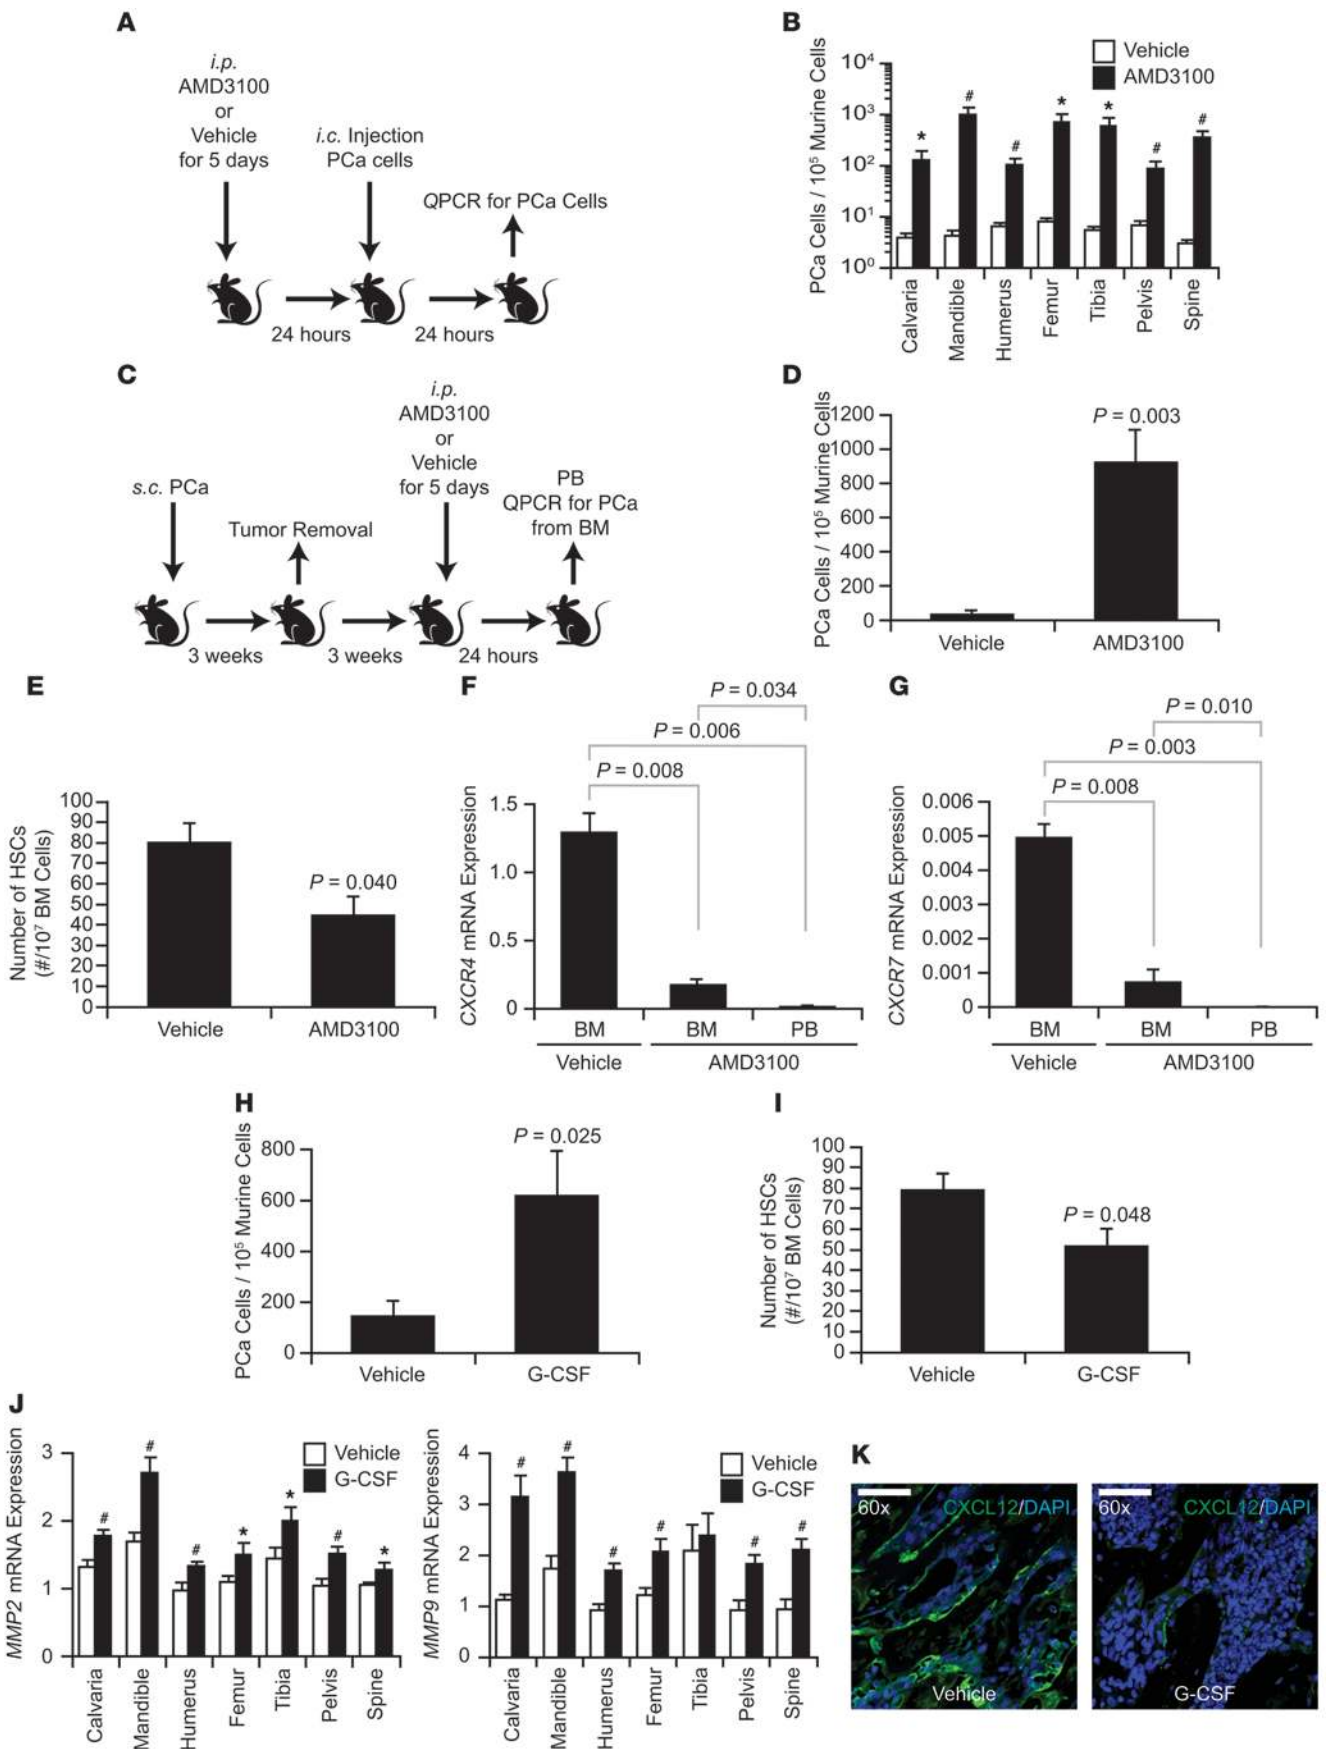 A
i.p.
AMD3100
or
Vehicle
for 5 days
i.c. Injection
PCa cells
QPCR for PCa Cells
24 hours
24 hours
B
Vehicle
AMD3100
PCa Cells / 10⁵ Murine Cells
10⁴
10³
10²
10¹
10⁰
*
#
#
*
*
#
#
Calvaria
Mandible
Humerus
Femur
Tibia
Pelvis
Spine
C
s.c. PCa
Tumor Removal
i.p.
AMD3100
or
Vehicle
for 5 days
PB
QPCR for PCa
from BM
3 weeks
3 weeks
24 hours
D
PCa Cells / 10⁵ Murine Cells
1200
1000
800
600
400
200
0
P = 0.003
Vehicle
AMD3100
E
Number of HSCs
(#/10⁷ BM Cells)
100
90
80
70
60
50
40
30
20
10
0
P = 0.040
Vehicle
AMD3100
F
CXCR4 mRNA Expression
1.5
1.0
0.5
0
P = 0.034
P = 0.006
P = 0.008
BM
BM
PB
Vehicle
AMD3100
G
CXCR7 mRNA Expression
0.006
0.005
0.004
0.003
0.002
0.001
0
P = 0.010
P = 0.003
P = 0.008
BM
BM
PB
Vehicle
AMD3100
H
PCa Cells / 10⁵ Murine Cells
800
600
400
200
0
P = 0.025
Vehicle
G-CSF
I
Number of HSCs
(#/10⁷ BM Cells)
100
90
80
70
60
50
40
30
20
10
0
P = 0.048
Vehicle
G-CSF
J
MMP2 mRNA Expression
3
2
1
0
Vehicle
G-CSF
#
#
#
*
*
#
*
Calvaria
Mandible
Humerus
Femur
Tibia
Pelvis
Spine
MMP9 mRNA Expression
4
3
2
1
0
Vehicle
G-CSF
#
#
#
#
#
#
Calvaria
Mandible
Humerus
Femur
Tibia
Pelvis
Spine
K
60x
CXCL12/DAPI
Vehicle
60x
CXCL12/DAPI
G-CSF